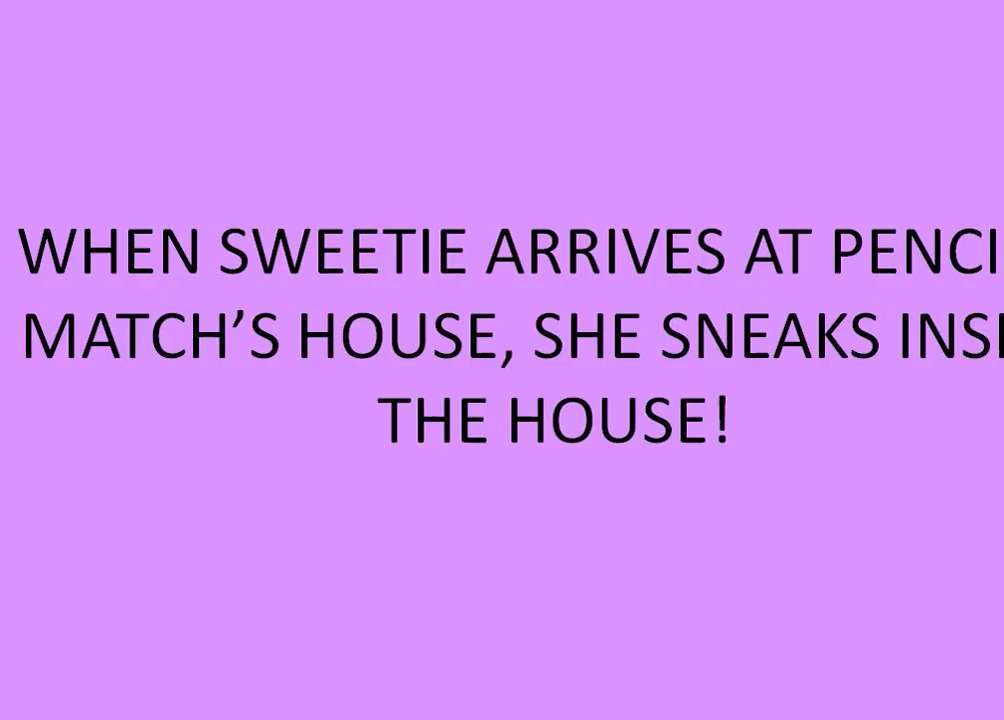 WHEN SWEETIE ARRIVES AT
MATCH’S HOUSE, SHE SNEAKS
THE HOUSE!